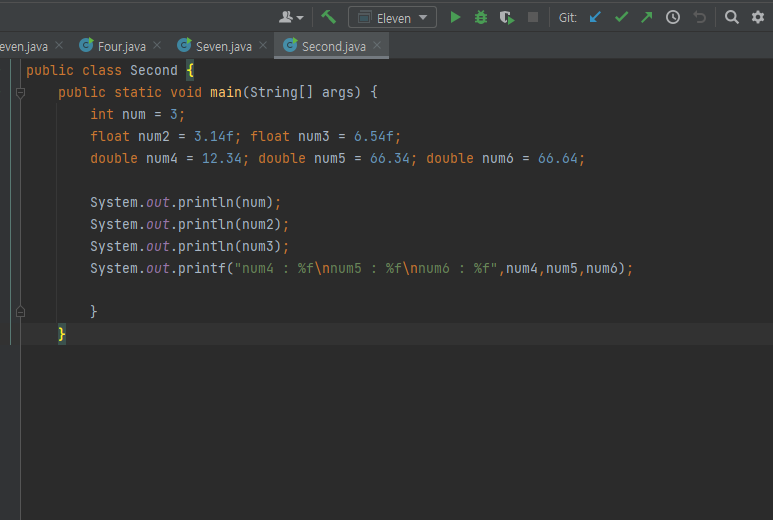 Eleven Git:
even.java Four.java Seven.java Second.java
public class Second {
public static void main(String[] args) {
int num = 3;
float num2 = 3.14f; float num3 = 6.54f;
double num4 = 12.34; double num5 = 66.34; double num6 = 66.64;
System.out.println(num);
System.out.println(num2);
System.out.println(num3);
System.out.printf("num4 : %f\nnum5 : %f\nnum6 : %f",num4,num5,num6);
}
}